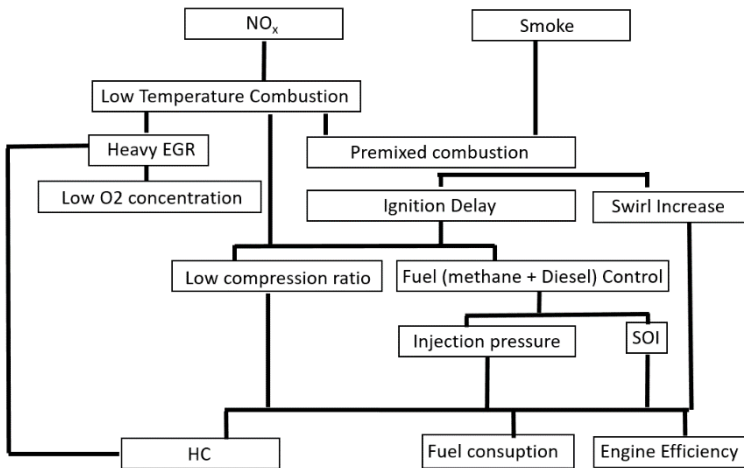 NOx
Smoke
Low Temperature Combustion
Heavy EGR
Premixed combustion
Low O2 concentration
Ignition Delay
Swirl Increase
Low compression ratio
Fuel (methane + Diesel) Control
Injection pressure
SOI
HC
Fuel consuption
Engine Efficiency